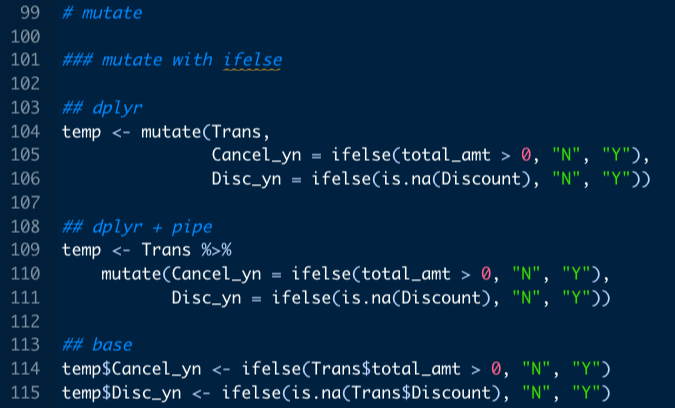 99 # mutate
100
101 ### mutate with ifelse
102
103 ## dplyr
104 temp <- mutate(Trans,
105                Cancel_yn = ifelse(total_amt > 0, "N", "Y"),
106                Disc_yn = ifelse(is.na(Discount), "N", "Y"))
107
108 ## dplyr + pipe
109 temp <- Trans %>%
110     mutate(Cancel_yn = ifelse(total_amt > 0, "N", "Y"),
111            Disc_yn = ifelse(is.na(Discount), "N", "Y"))
112
113 ## base
114 temp$Cancel_yn <- ifelse(Trans$total_amt > 0, "N", "Y")
115 temp$Disc_yn <- ifelse(is.na(Trans$Discount), "N", "Y")